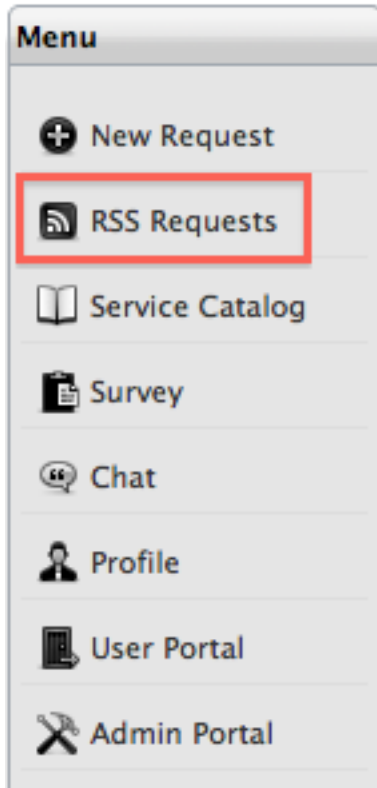 Menu
New Request
RSS Requests
Service Catalog
Survey
Chat
Profile
User Portal
Admin Portal